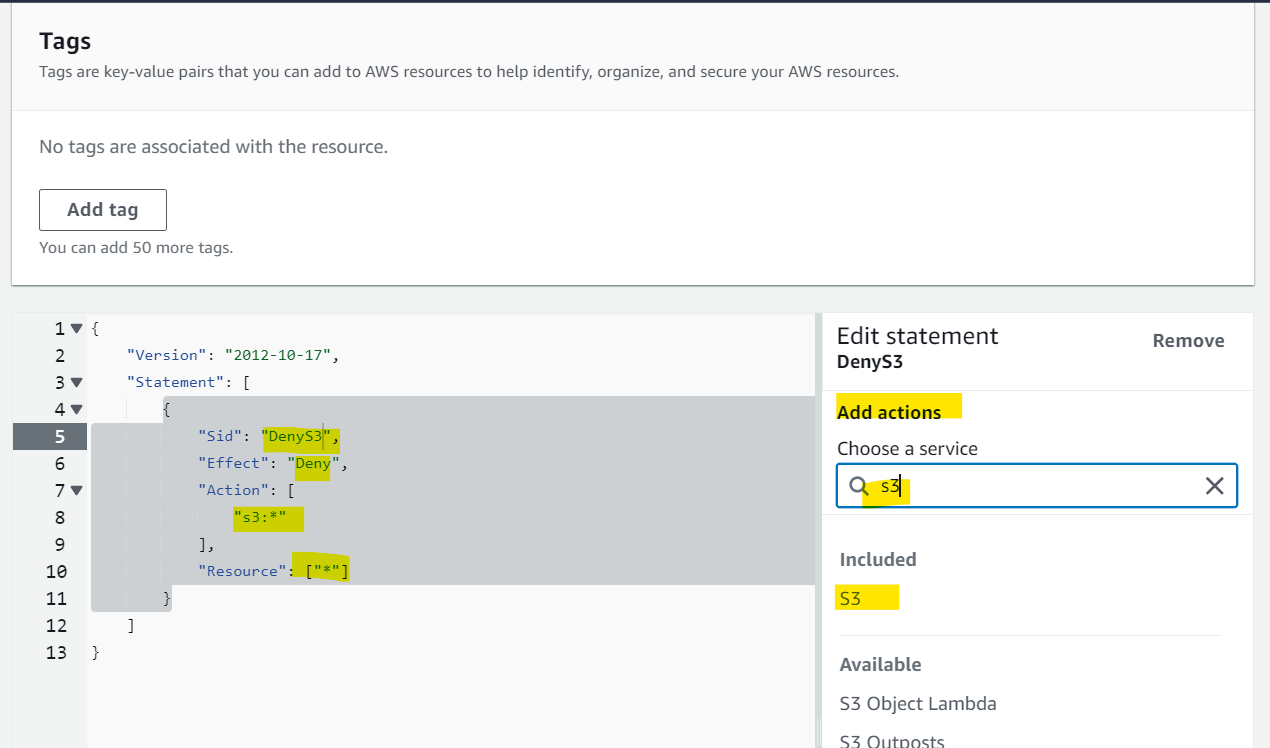 Tags
Tags are key-value pairs that you can add to AWS resources to help identify, organize, and secure your AWS resources.
No tags are associated with the resource.
Add tag
You can add 50 more tags.
1 {
2 "Version": "2012-10-17",
3 "Statement": [
4 {
5 "Sid": "DenyS3",
6 "Effect": "Deny",
7 "Action": [
8 "s3:*"
9 ],
10 "Resource": ["*"]
11 }
12 ]
13 }
Edit statement
Remove
DenyS3
Add actions
Choose a service
s3
Included
S3
Available
S3 Object Lambda
S3 Outposts